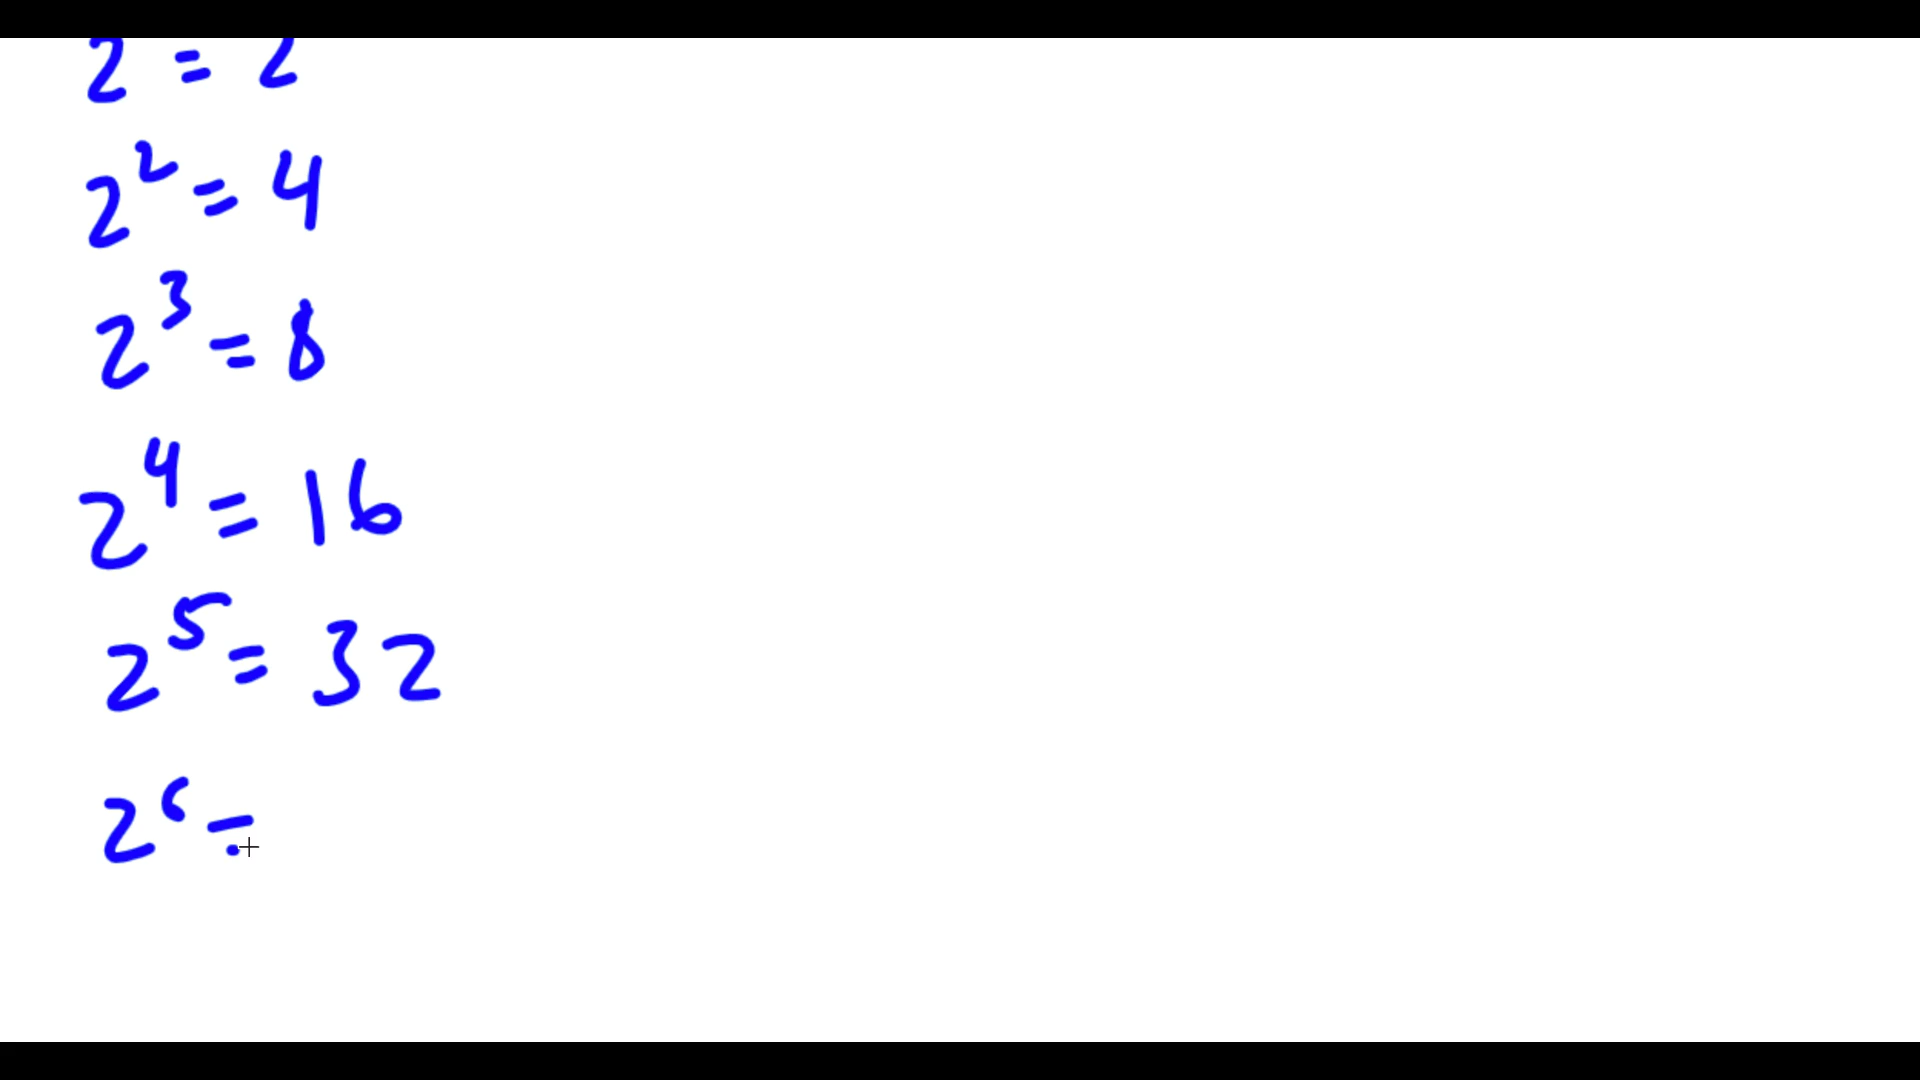 2 = 2
2² = 4
2³ = 8
2⁴ = 16
2⁵ = 32
2⁶ =